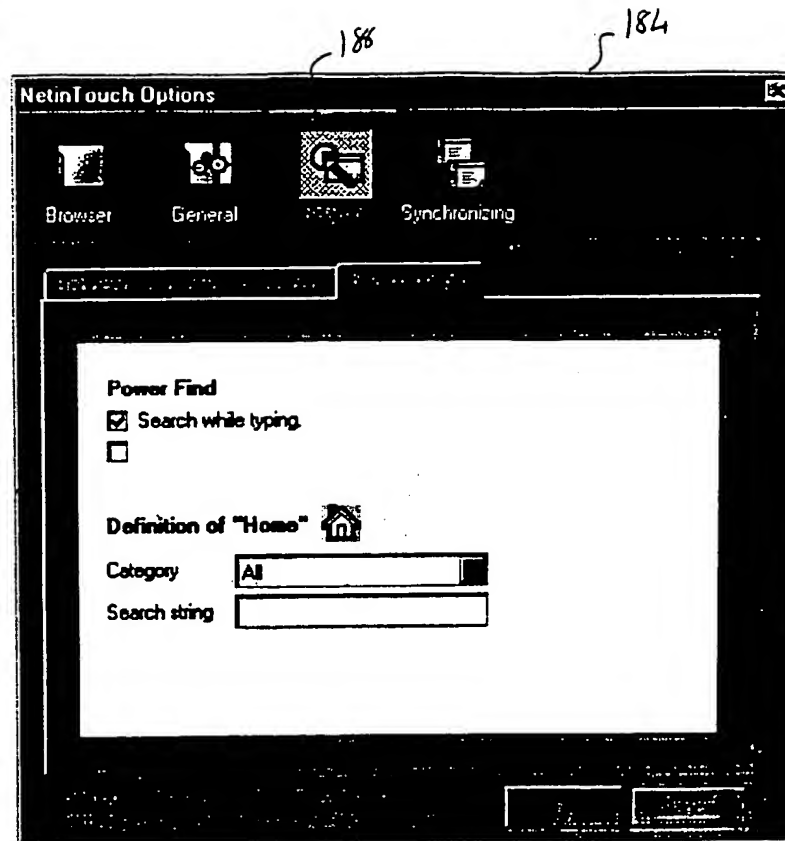 188
184
NetinTouch Options
Browser
General
Synchronizing
Power Find
Search while typing.
Definition of "Home"
Category
All
Search string